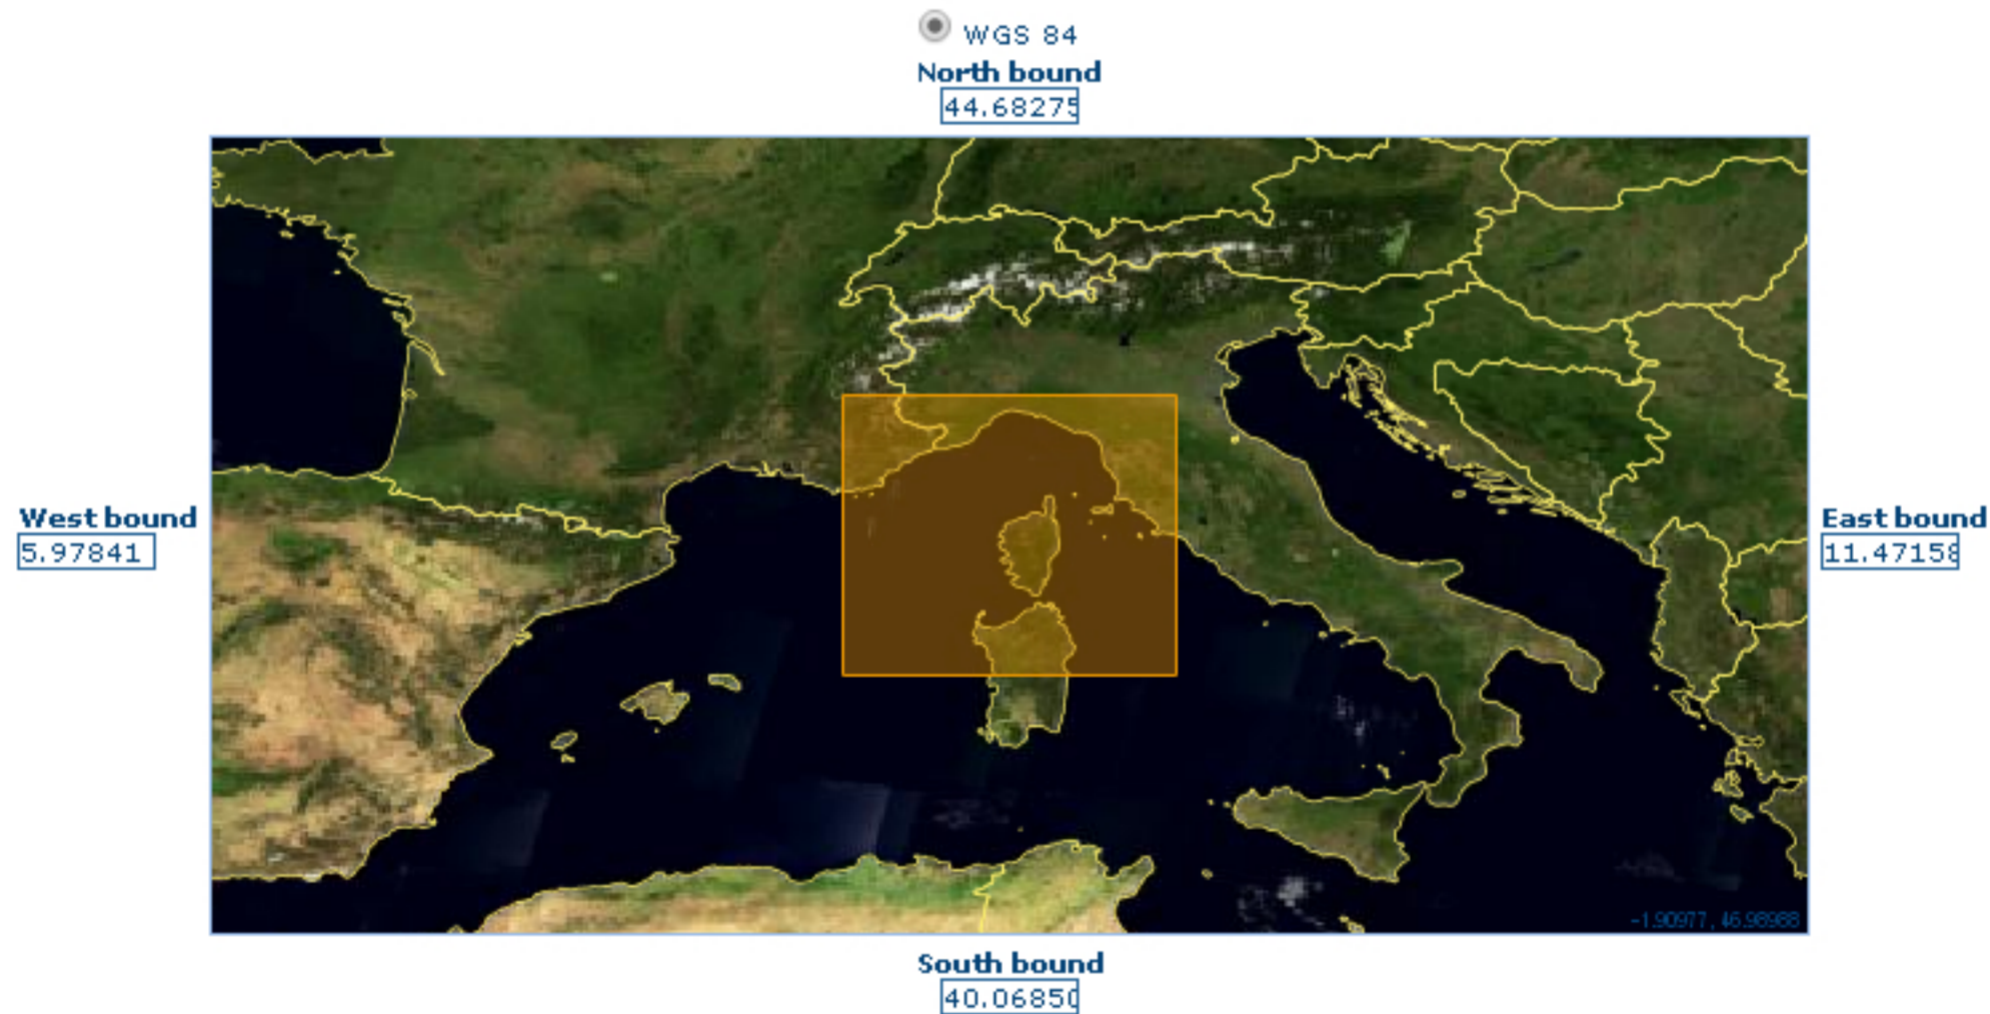 WGS 84
North bound
44.68275
West bound
5.97841
East bound
11.47158
-1.90977, 46.98988
South bound
40.06850